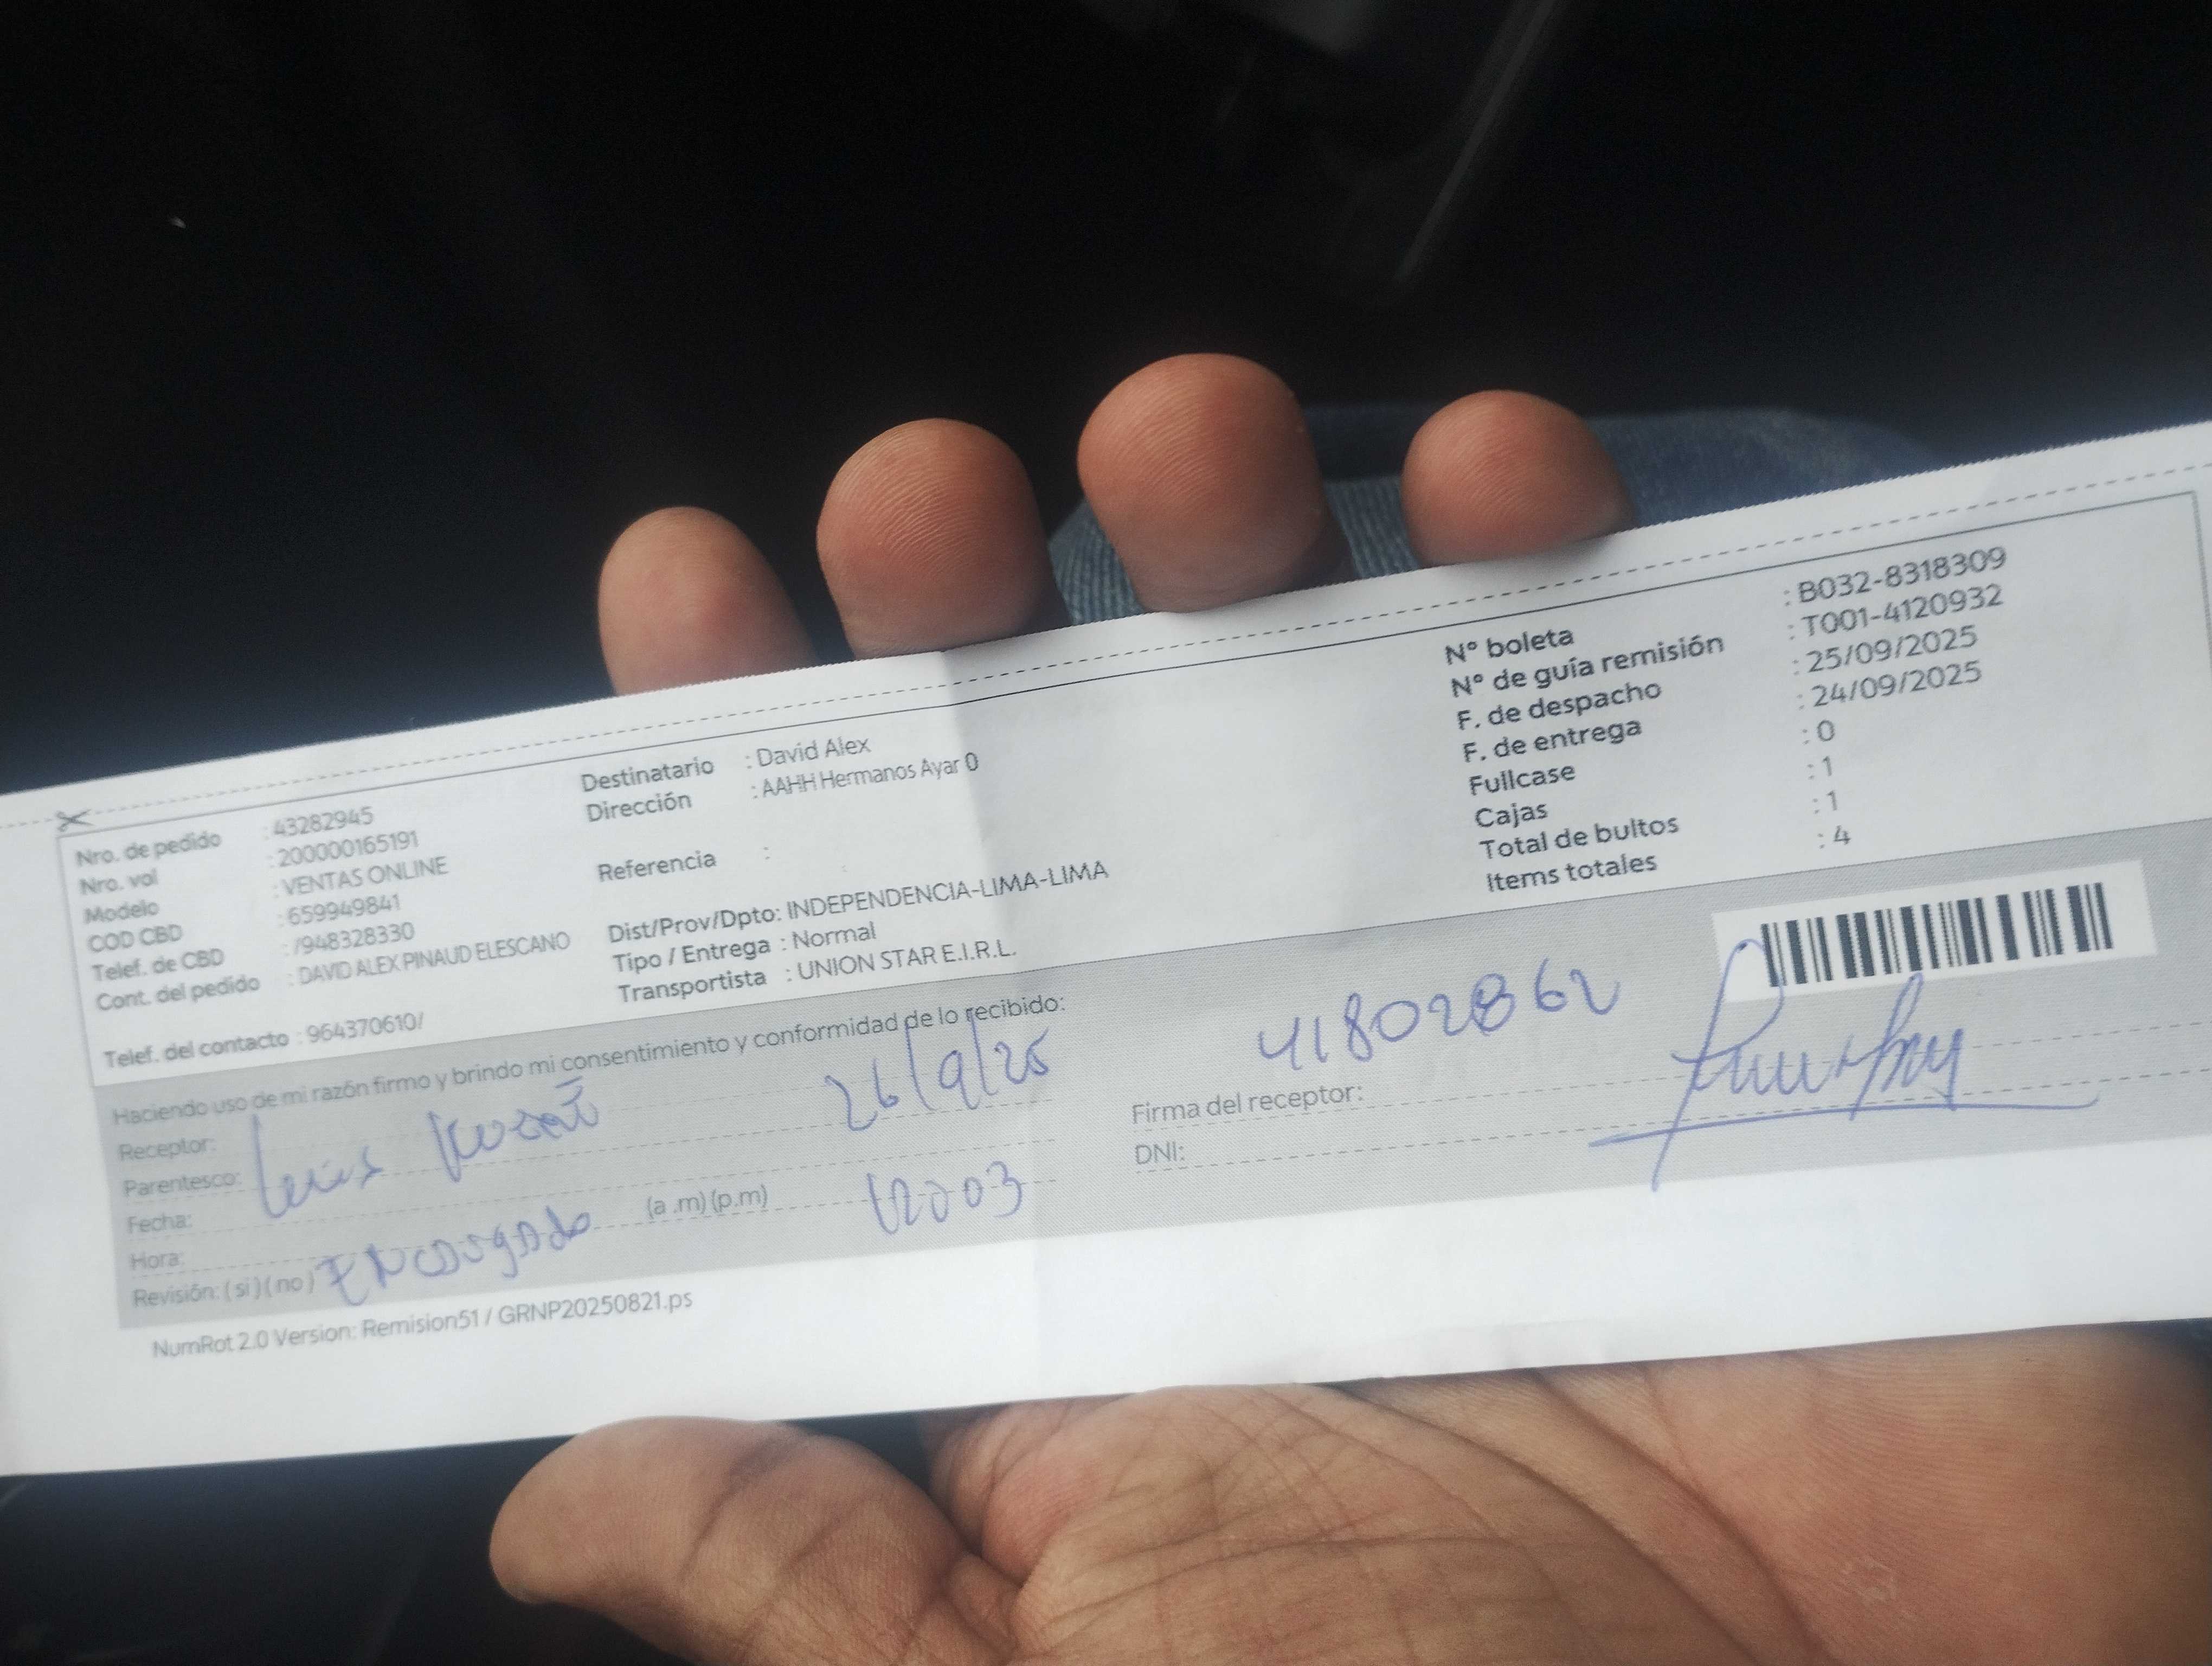 Nro. de pedido : 43282945
Nro. vol : 200000165191
Modelo : VENTAS ONLINE
COD CBD : 659949841
Telef. de CBD : /948328330
Cont. del pedido : DAVID ALEX PINAUD ELESCANO
Telef. del contacto : 964370610/
Destinatario : David Alex
Dirección : AAHH Hermanos Ayar 0
Referencia :
Dist/Prov/Dpto: INDEPENDENCIA-LIMA-LIMA
Tipo / Entrega : Normal
Transportista : UNION STAR E.I.R.L.
N° boleta : B032-8318309
N° de guía remisión : T001-4120932
F. de despacho : 25/09/2025
F. de entrega : 24/09/2025
Fullcase : 0
Cajas : 1
Total de bultos : 1
Items totales : 4
Haciendo uso de mi razón firmo y brindo mi consentimiento y conformidad de lo recibido:
Receptor: Luis
26/9/25
Parentesco:
Fecha:
Hora: (a .m) (p.m)
Revisión: ( si ) ( no ) Encargado
41802862
Firma del receptor:
DNI:
NumRot 2.0 Version: Remision51 / GRNP20250821.ps